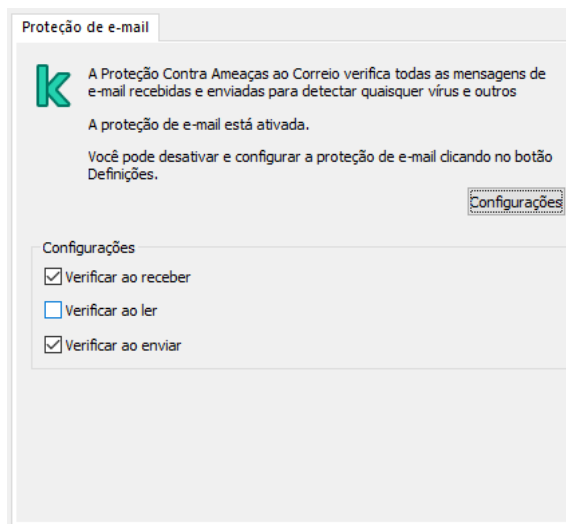 Proteção de e-mail
A Proteção Contra Ameaças ao Correio verifica todas as mensagens de
e-mail recebidas e enviadas para detectar quaisquer vírus e outros
A proteção de e-mail está ativada.
Você pode desativar e configurar a proteção de e-mail clicando no botão
Definições.
Configurações
Configurações
Verificar ao receber
Verificar ao ler
Verificar ao enviar